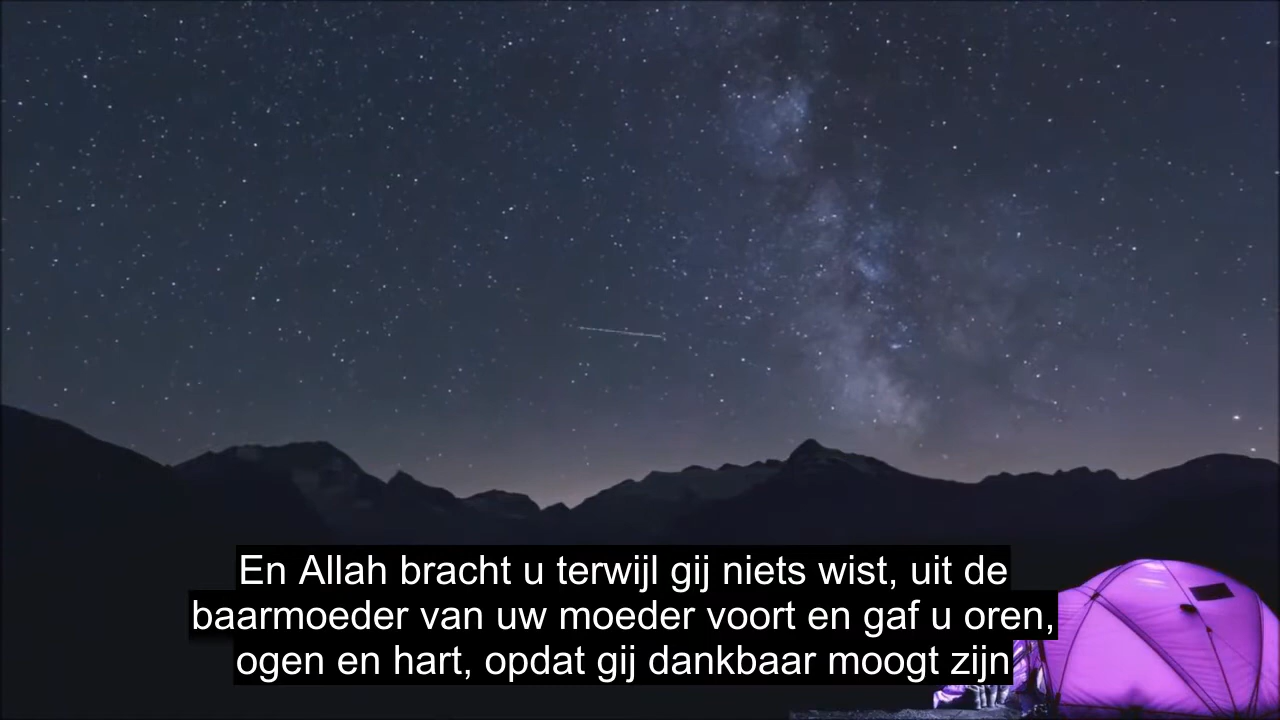 En Allah bracht u terwijl gij niets wist, uit de
baarmoeder van uw moeder voort en gaf u oren,
ogen en hart, opdat gij dankbaar moogt zijn